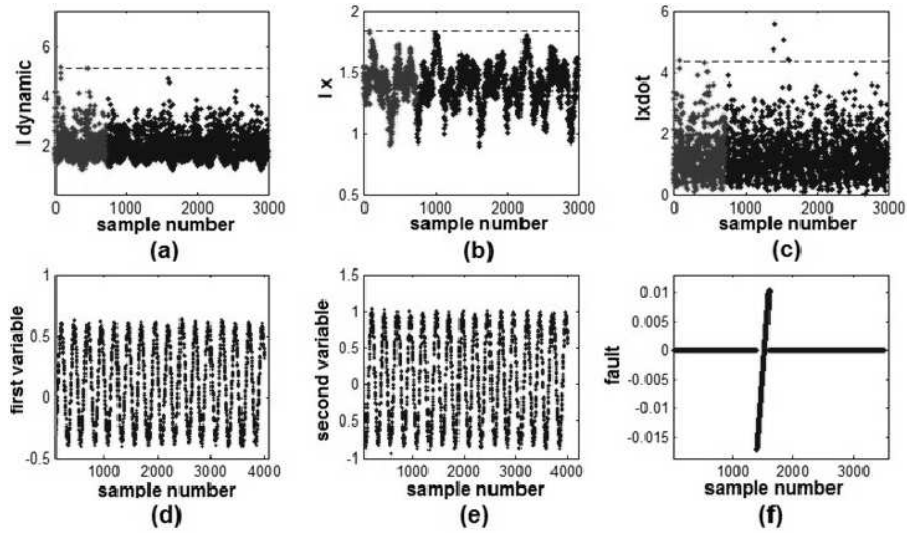 6
4
2
I dynamic
0 1000 2000 3000
sample number
(a)
2
1.5
1
0.5
I x
0 1000 2000 3000
sample number
(b)
6
4
2
0
Ixdot
0 1000 2000 3000
sample number
(c)
1
0.5
0
-0.5
first variable
1000 2000 3000 4000
sample number
(d)
1.5
1
0.5
0
0.5
-1
second variable
1000 2000 3000 4000
sample number
(e)
0.01
0.005
0
-0.005
-0.01
-0.015
fault
1000 2000 3000
sample number
(f)